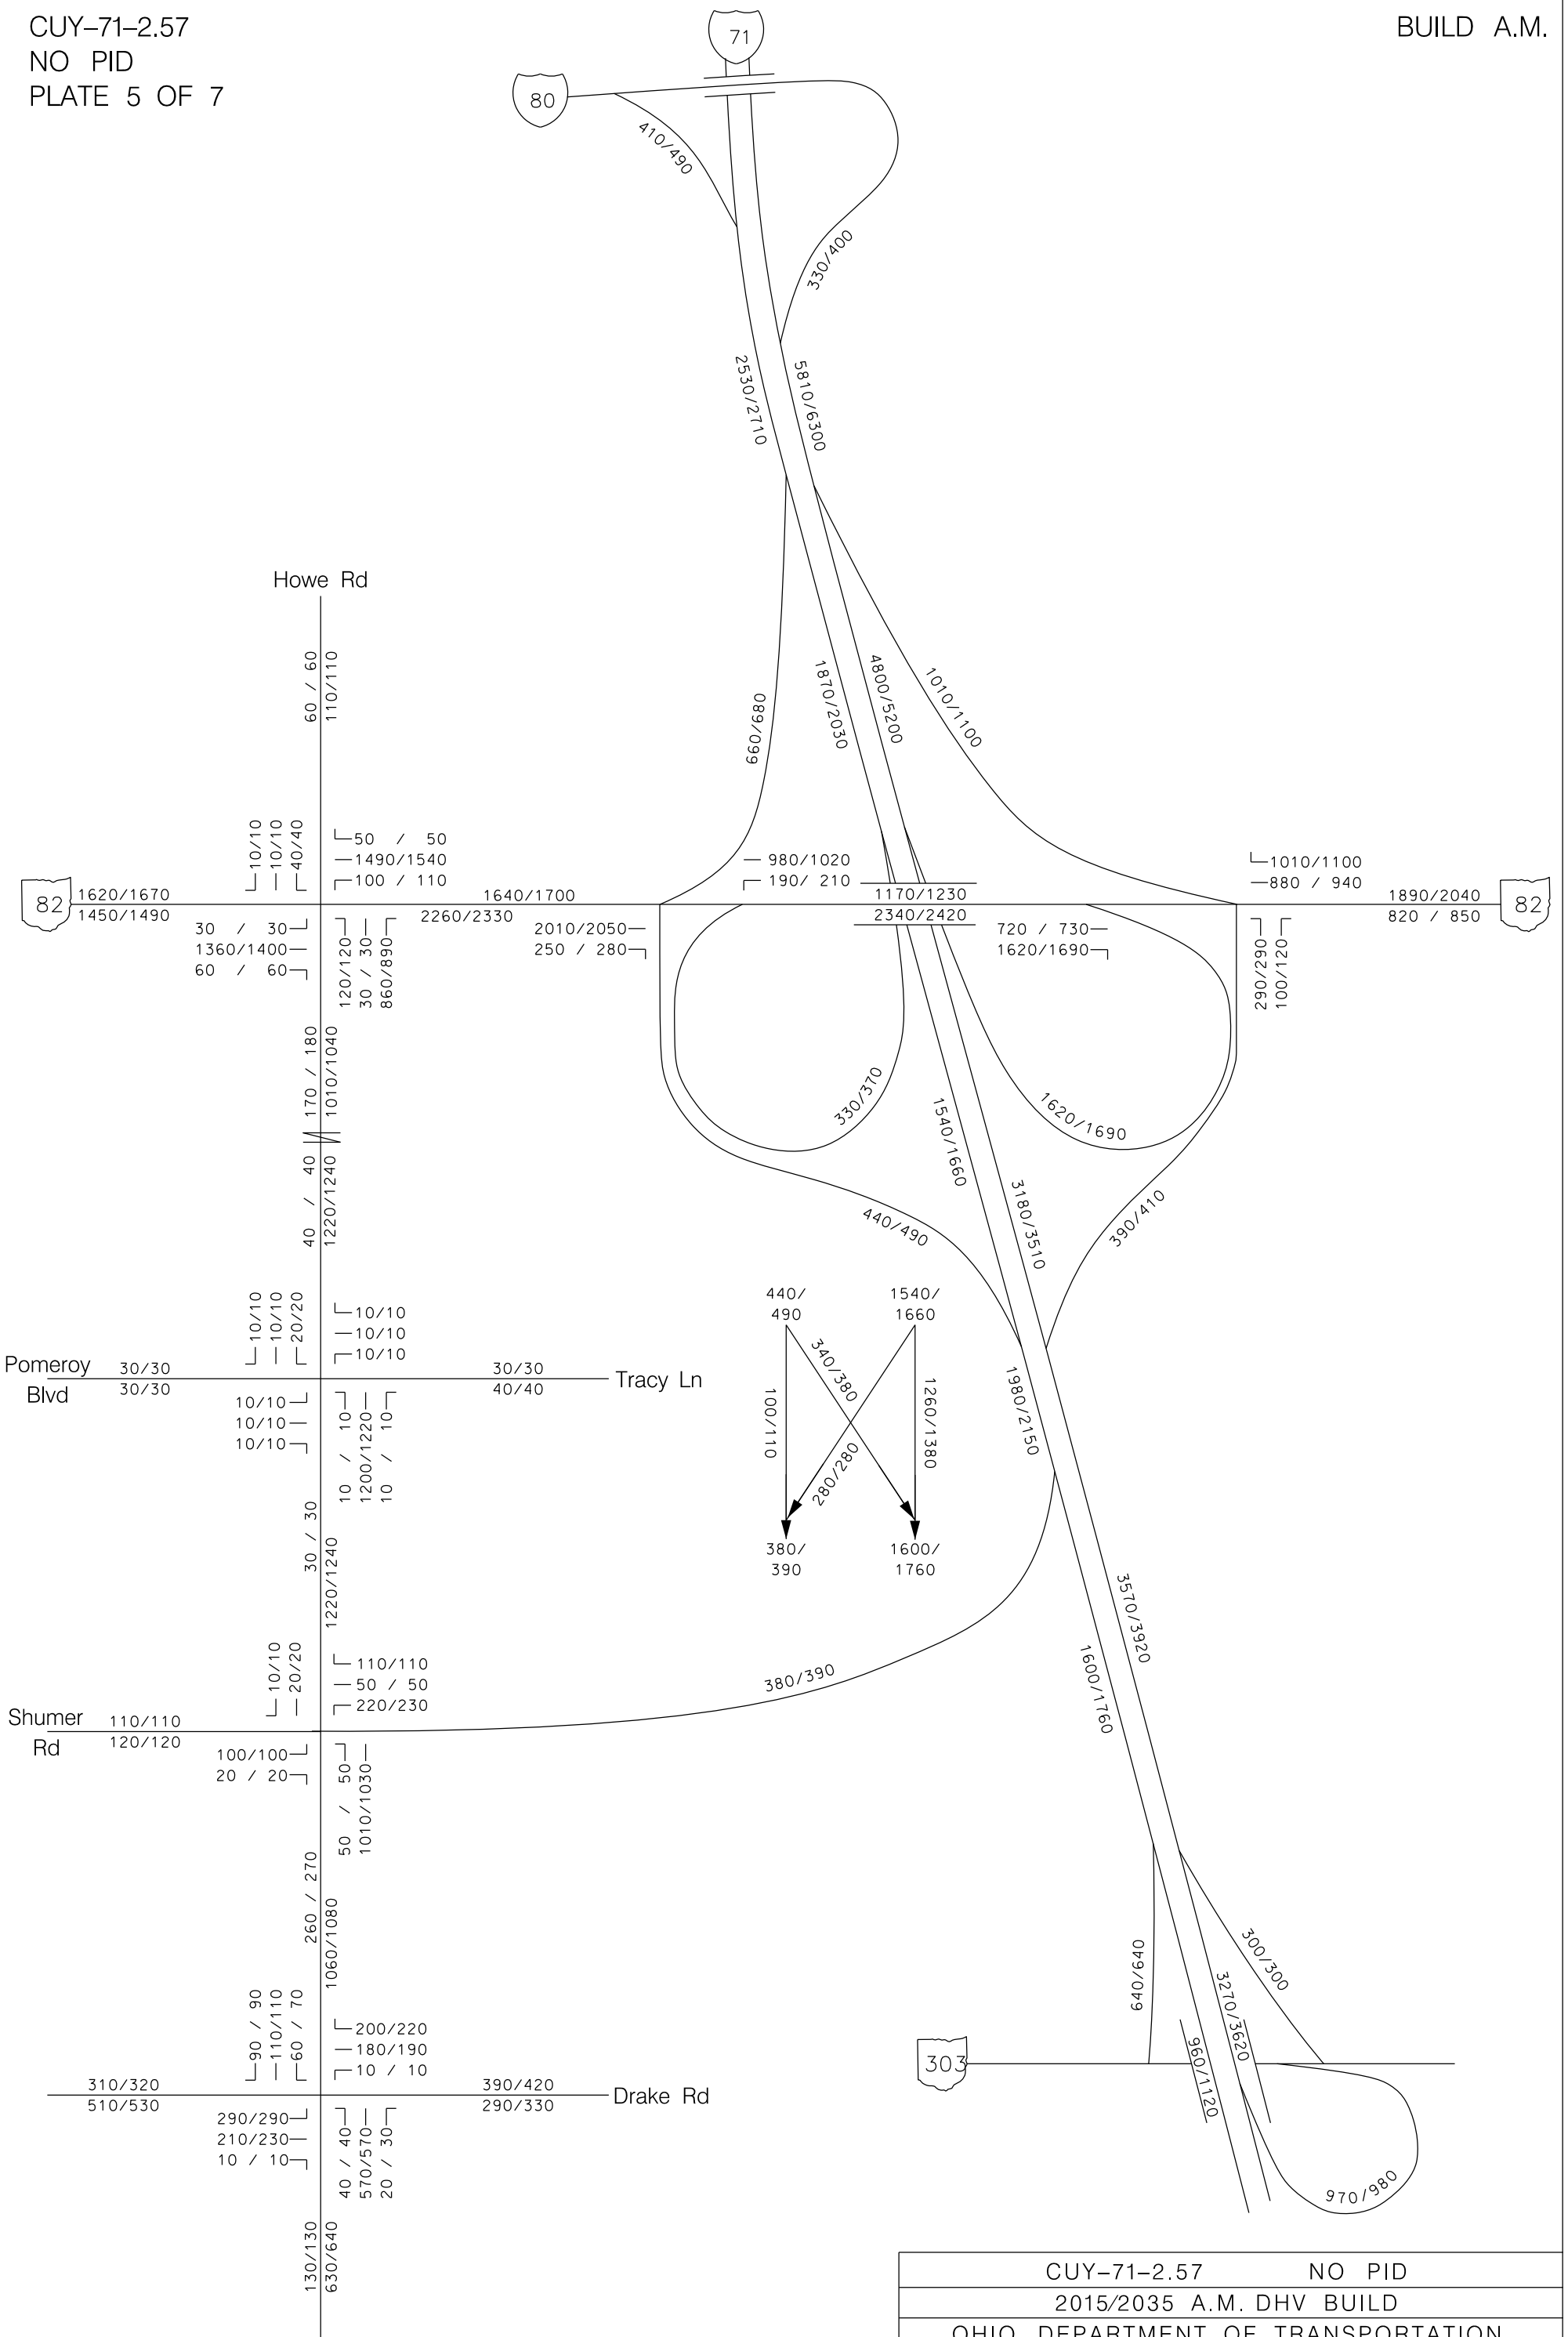 CUY-71-2.57
NO PID
PLATE 5 OF 7
BUILD A.M.
71
80
410/490
330/400
2530/2710
5810/6300
Howe Rd
60 / 60
110/110
660/680
1870/2030
4800/5200
1010/1100
10/10
10/10
40/40
50 / 50
1490/1540
100 / 110
980/1020
190/ 210
1010/1100
880 / 940
82
1620/1670
1450/1490
1640/1700
2260/2330
1170/1230
2340/2420
1890/2040
820 / 850
82
30 / 30
1360/1400
60 / 60
120/120
30 / 30
860/890
2010/2050
250 / 280
720 / 730
1620/1690
290/290
100/120
170 / 180
1010/1040
330/370
1540/1660
1620/1690
40 / 40
1220/1240
440/490
3180/3510
390/410
10/10
10/10
20/20
10/10
10/10
10/10
440/
490
1540/
1660
340/380
100/110
280/280
1260/1380
380/
390
1600/
1760
1980/2150
Pomeroy
Blvd
30/30
30/30
30/30
40/40
Tracy Ln
10/10
10/10
10/10
10 / 10
1200/1220
10 / 10
30 / 30
1220/1240
3570/3920
1600/1760
10/10
20/20
110/110
50 / 50
220/230
380/390
Shumer
Rd
110/110
120/120
100/100
20 / 20
50 / 50
1010/1030
260 / 270
1060/1080
640/640
300/300
3270/3620
960/1120
303
970/980
90 / 90
110/110
60 / 70
200/220
180/190
10 / 10
310/320
510/530
390/420
290/330
Drake Rd
290/290
210/230
10 / 10
40 / 40
570/570
20 / 30
130/130
630/640
CUY-71-2.57 NO PID
2015/2035 A.M. DHV BUILD
OHIO DEPARTMENT OF TRANSPORTATION